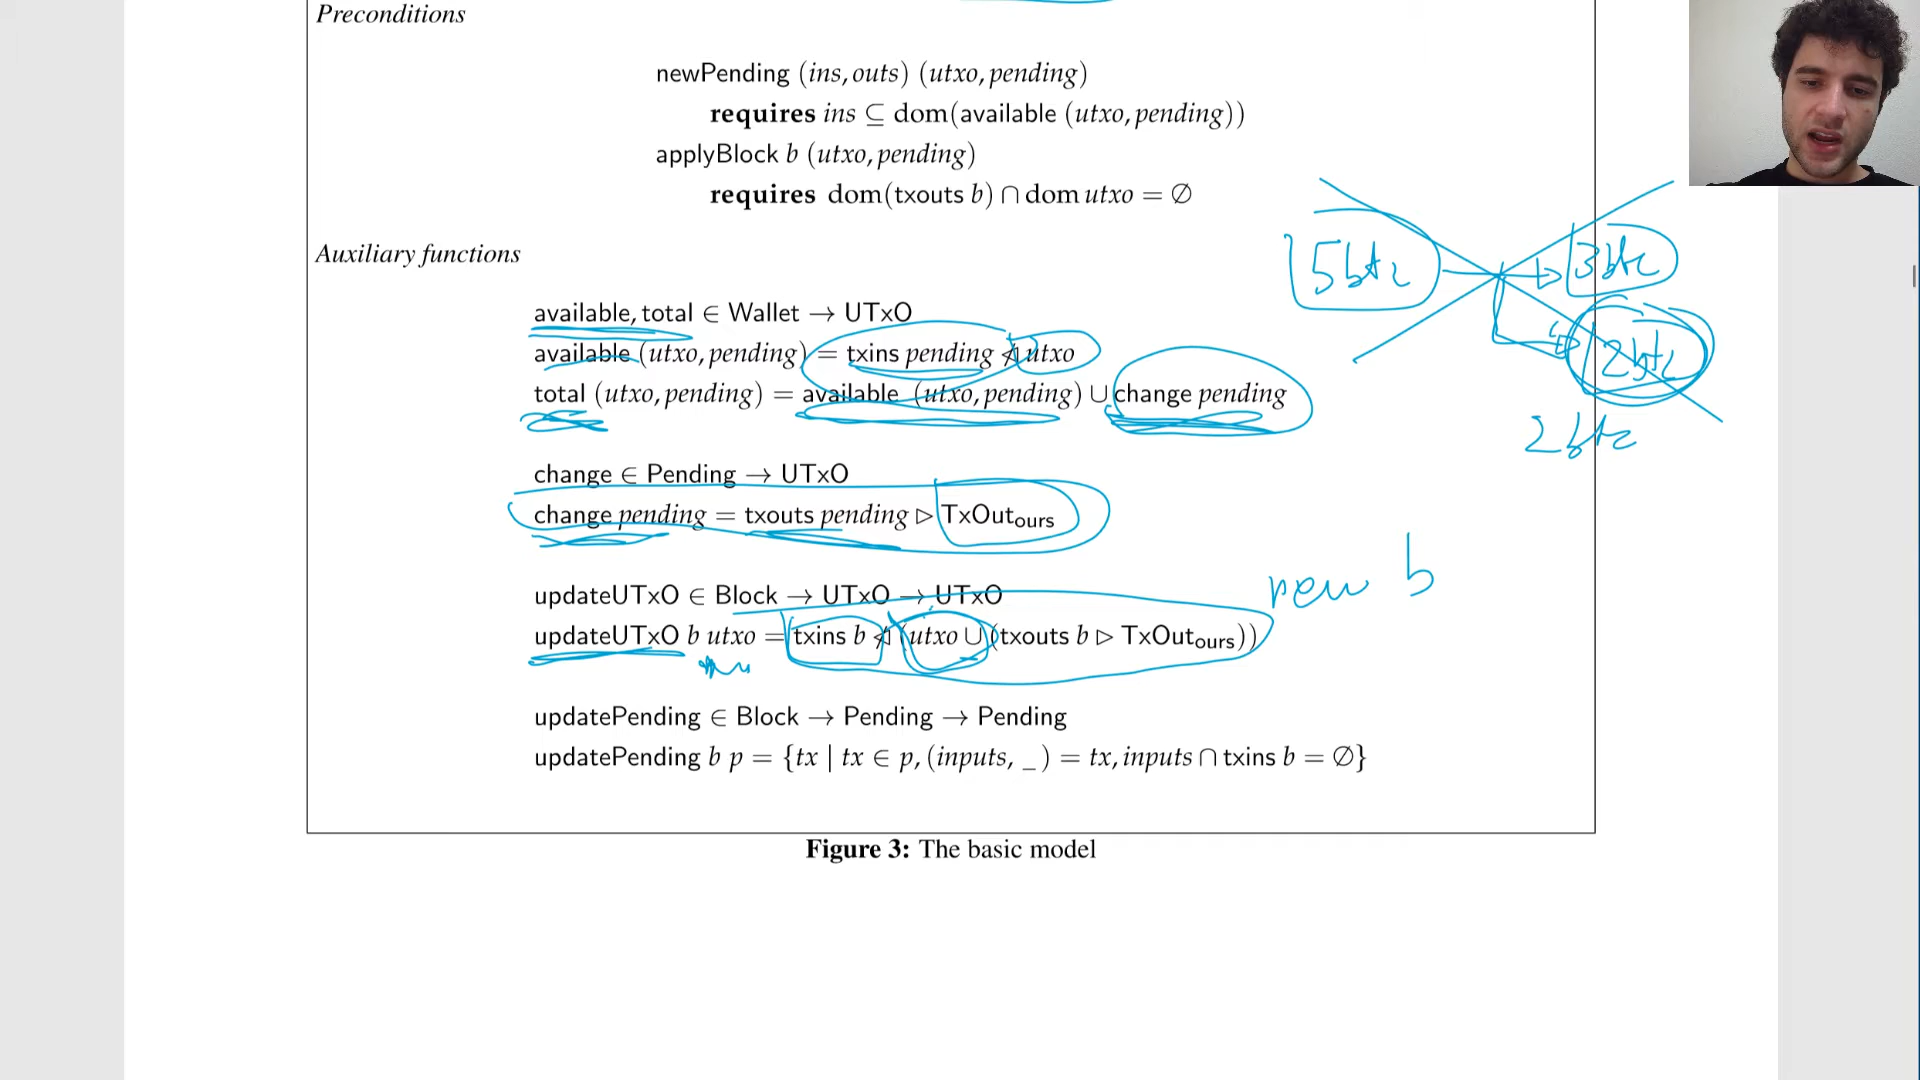 Preconditions
newPending (ins, outs) (utxo, pending)
requires ins ⊆ dom(available (utxo, pending))
applyBlock b (utxo, pending)
requires dom(txouts b) ∩ dom utxo = ∅
5btc
3btc
Auxiliary functions
available, total ∈ Wallet → UTxO
available (utxo, pending) = txins pending ⋪ utxo
2btc
total (utxo, pending) = available (utxo, pending) ∪ change pending
2btc
change ∈ Pending → UTxO
change pending = txouts pending ▷ TxOutours
new b
updateUTxO ∈ Block → UTxO → UTxO
updateUTxO b utxo = txins b ⋪ (utxo ∪ (txouts b ▷ TxOutours))
updatePending ∈ Block → Pending → Pending
updatePending b p = {tx | tx ∈ p, (inputs, _) = tx, inputs ∩ txins b = ∅}
Figure 3: The basic model